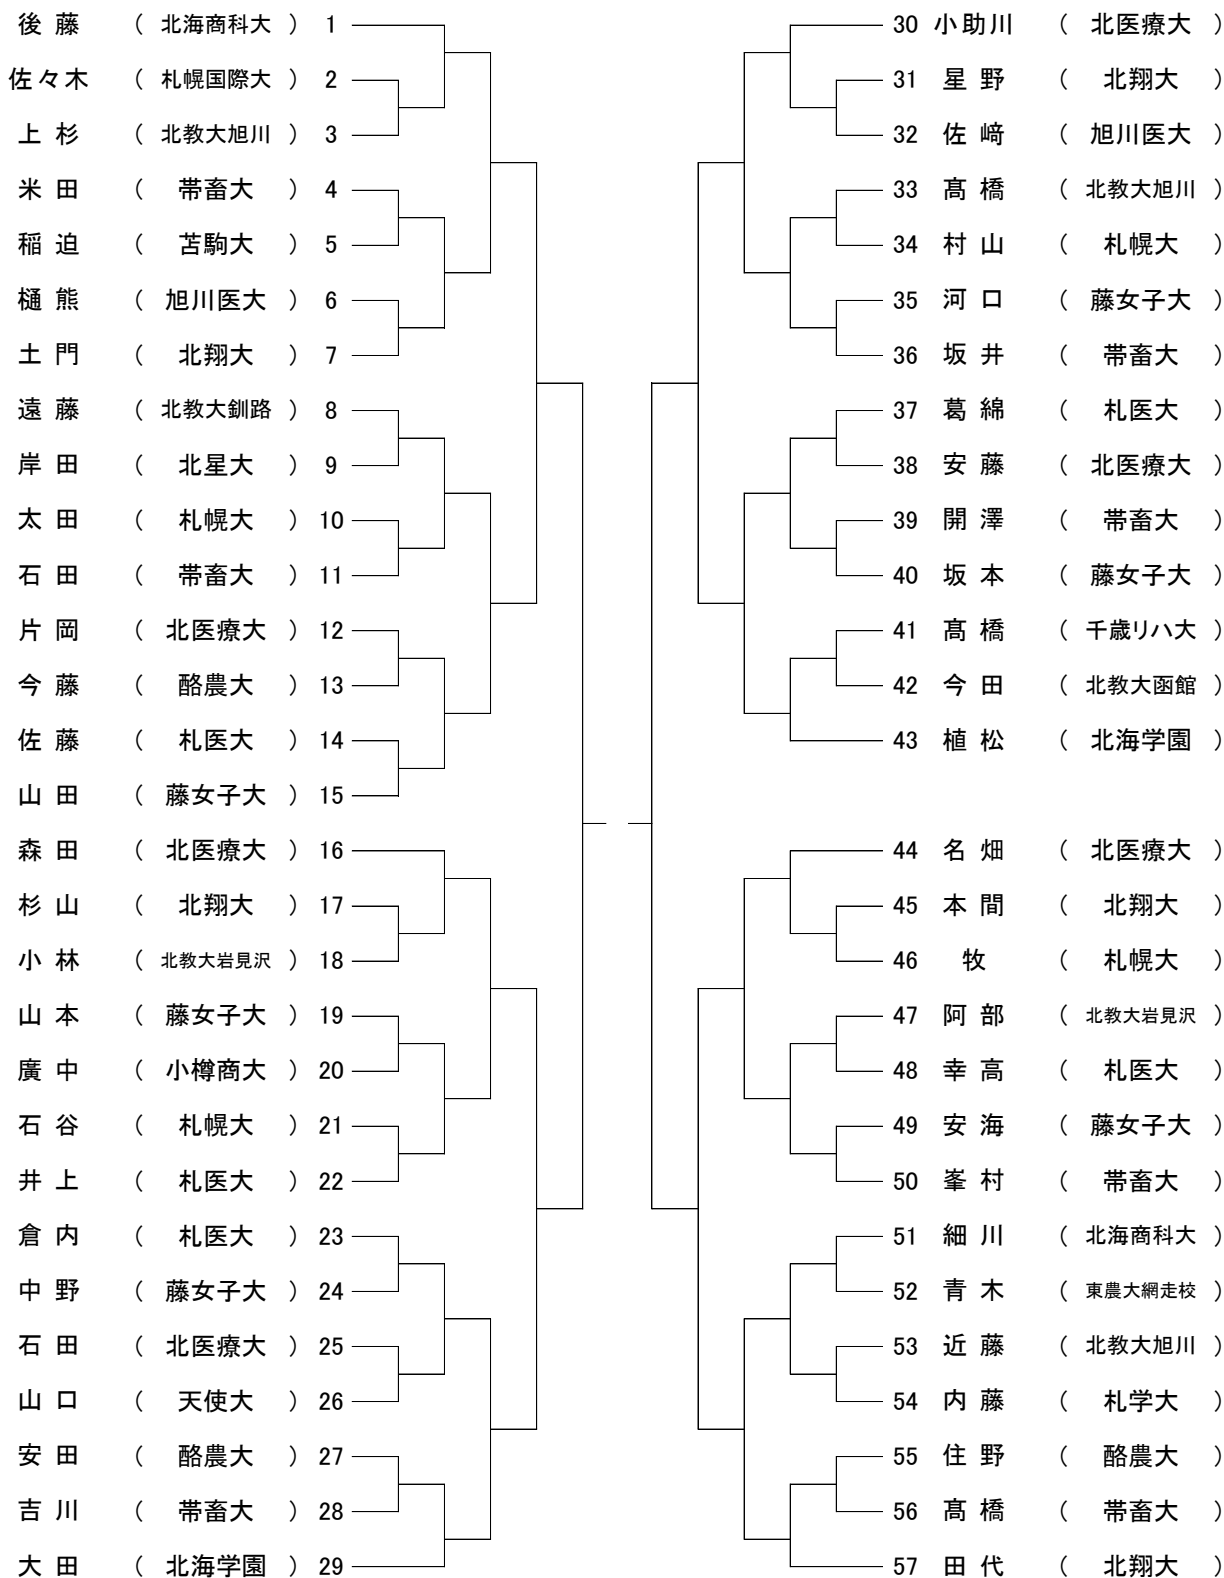 後藤 ( 北海商科大 ) 1
佐々木 ( 札幌国際大 ) 2
上杉 ( 北教大旭川 ) 3
米田 ( 帯畜大 ) 4
稲迫 ( 苫駒大 ) 5
樋熊 ( 旭川医大 ) 6
土門 ( 北翔大 ) 7
遠藤 ( 北教大釧路 ) 8
岸田 ( 北星大 ) 9
太田 ( 札幌大 ) 10
石田 ( 帯畜大 ) 11
片岡 ( 北医療大 ) 12
今藤 ( 酪農大 ) 13
佐藤 ( 札医大 ) 14
山田 ( 藤女子大 ) 15
森田 ( 北医療大 ) 16
杉山 ( 北翔大 ) 17
小林 ( 北教大岩見沢 ) 18
山本 ( 藤女子大 ) 19
廣中 ( 小樽商大 ) 20
石谷 ( 札幌大 ) 21
井上 ( 札医大 ) 22
倉内 ( 札医大 ) 23
中野 ( 藤女子大 ) 24
石田 ( 北医療大 ) 25
山口 ( 天使大 ) 26
安田 ( 酪農大 ) 27
吉川 ( 帯畜大 ) 28
大田 ( 北海学園 ) 29
30 小助川 ( 北医療大 )
31 星野 ( 北翔大 )
32 佐﨑 ( 旭川医大 )
33 髙橋 ( 北教大旭川 )
34 村山 ( 札幌大 )
35 河口 ( 藤女子大 )
36 坂井 ( 帯畜大 )
37 葛綿 ( 札医大 )
38 安藤 ( 北医療大 )
39 開澤 ( 帯畜大 )
40 坂本 ( 藤女子大 )
41 髙橋 ( 千歳リハ大 )
42 今田 ( 北教大函館 )
43 植松 ( 北海学園 )
44 名畑 ( 北医療大 )
45 本間 ( 北翔大 )
46 牧 ( 札幌大 )
47 阿部 ( 北教大岩見沢 )
48 幸高 ( 札医大 )
49 安海 ( 藤女子大 )
50 峯村 ( 帯畜大 )
51 細川 ( 北海商科大 )
52 青木 ( 東農大網走校 )
53 近藤 ( 北教大旭川 )
54 内藤 ( 札学大 )
55 住野 ( 酪農大 )
56 髙橋 ( 帯畜大 )
57 田代 ( 北翔大 )